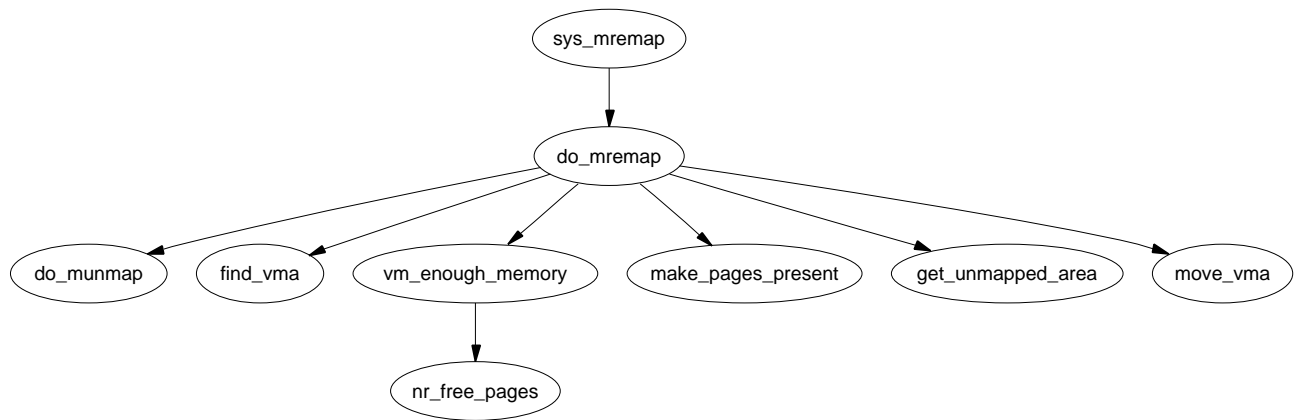 sys_mremap
do_mremap
do_munmap
find_vma
vm_enough_memory
make_pages_present
get_unmapped_area
move_vma
nr_free_pages